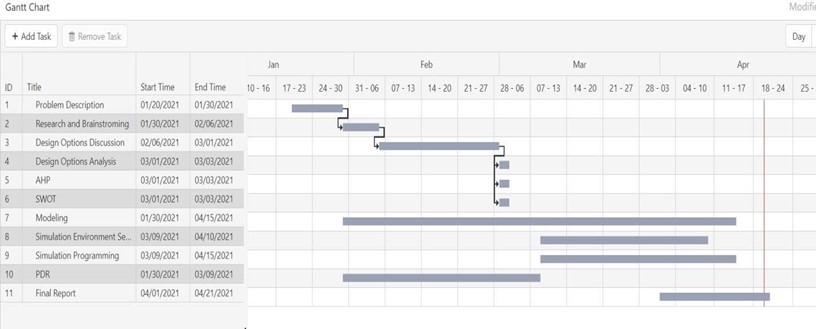 Gantt Chart Modifie
+ Add Task Remove Task Day
Jan Feb Mar Apr
ID Title Start Time End Time 10 - 16 17 - 23 24 - 30 31 - 06 07 - 13 14 - 20 21 - 27 28 - 06 07 - 13 14 - 20 21 - 27 28 - 03 04 - 10 11 - 17 18 - 24 25 -
1 Problem Description 01/20/2021 01/30/2021
2 Research and Brainstroming 01/30/2021 02/06/2021
3 Design Options Discussion 02/06/2021 03/01/2021
4 Design Options Analysis 03/01/2021 03/03/2021
5 AHP 03/01/2021 03/03/2021
6 SWOT 03/01/2021 03/03/2021
7 Modeling 01/30/2021 04/15/2021
8 Simulation Environment Se... 03/09/2021 04/10/2021
9 Simulation Programming 03/09/2021 04/15/2021
10 PDR 01/30/2021 03/09/2021
11 Final Report 04/01/2021 04/21/2021